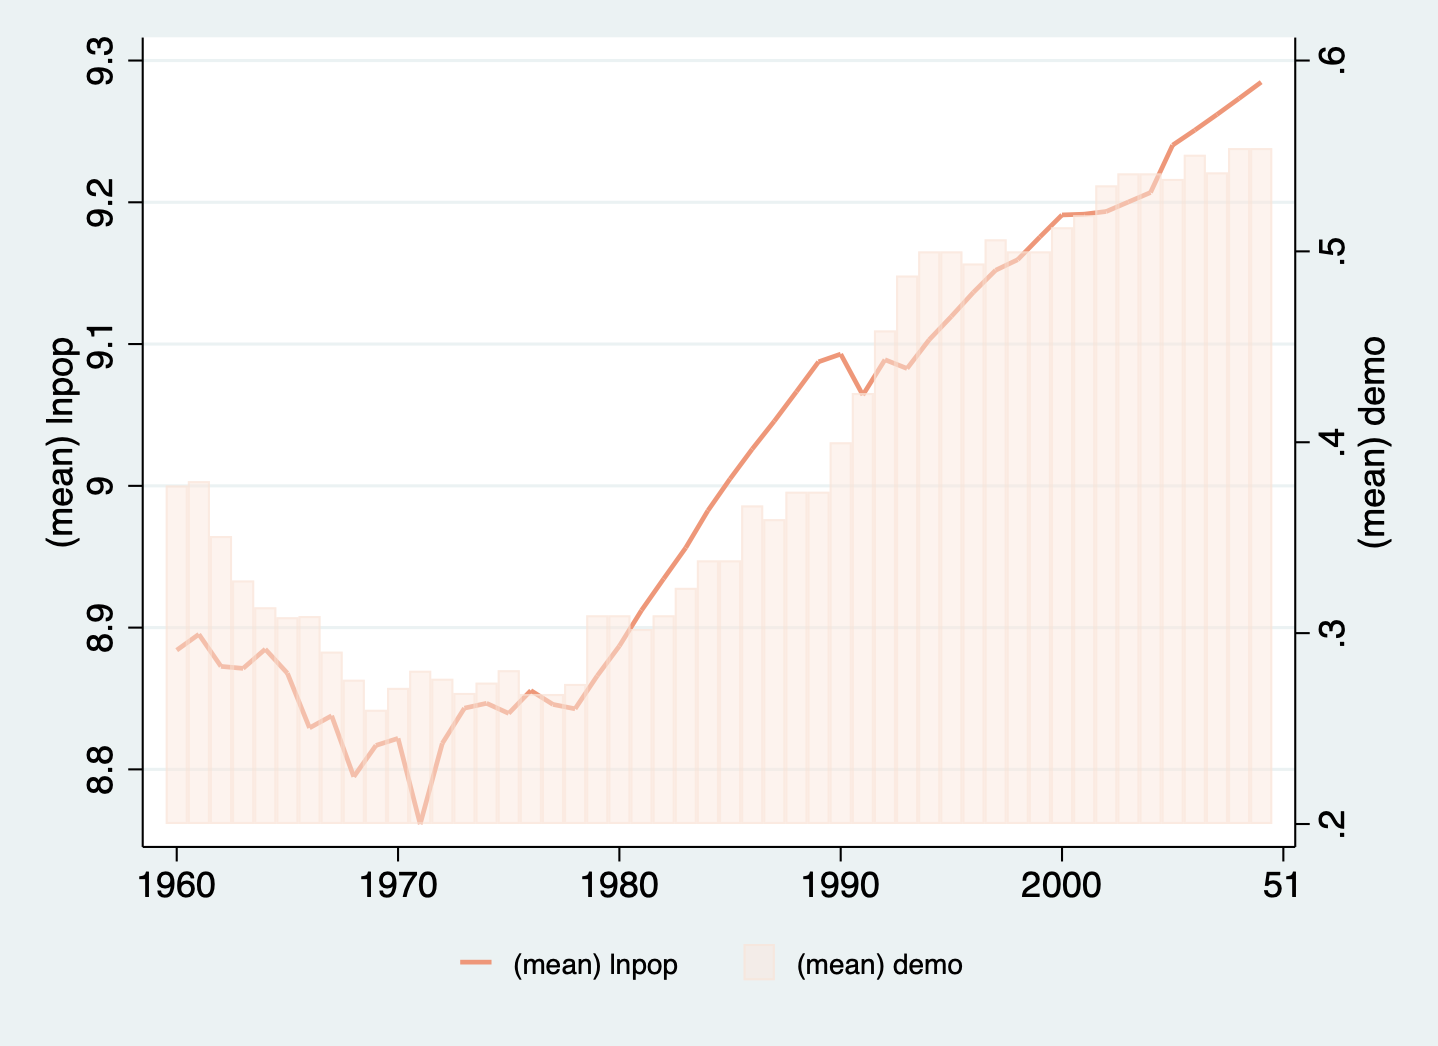 9.3
9.2
9.1
9
8.9
8.8
(mean) lnpop
.6
.5
.4
.3
.2
(mean) demo
1960 1970 1980 1990 2000 51
(mean) lnpop (mean) demo